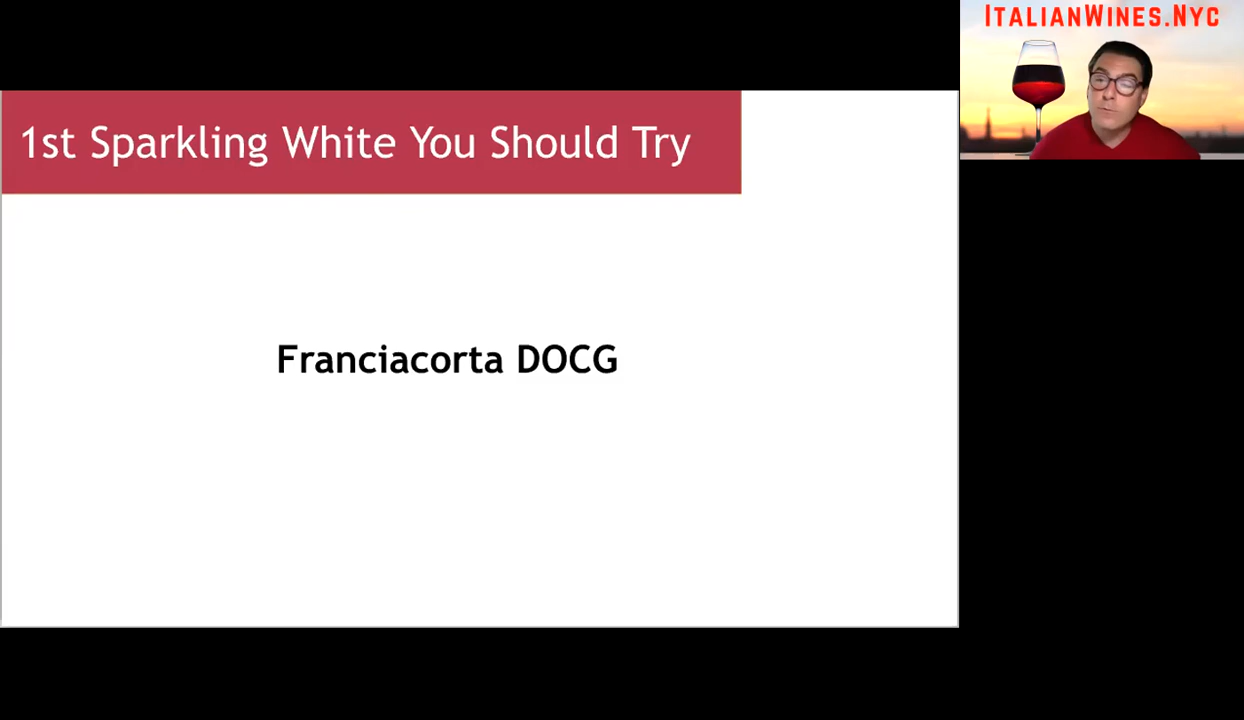 ITALIANWINES.NYC
1st Sparkling White You Should Try
Franciacorta DOCG